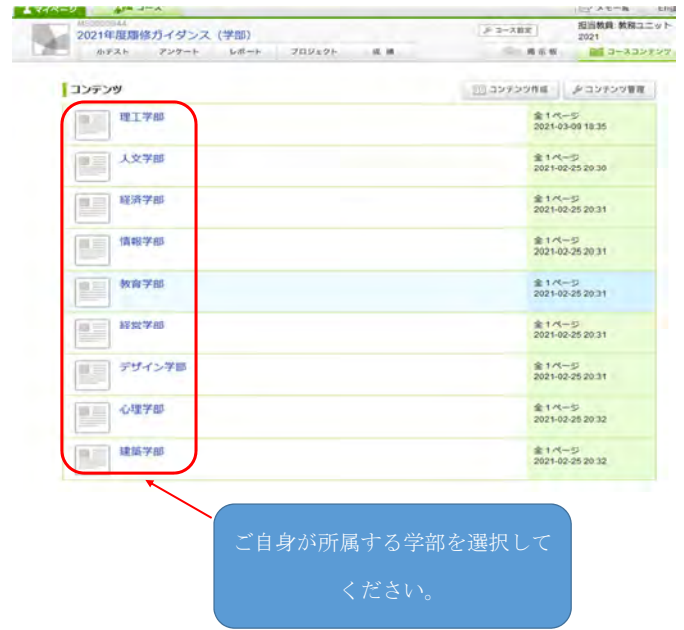 マイページ コース
2021年度履修ガイダンス（学部）
コース設定
担当教員 教務ユニット
2021
小テスト アンケート レポート プロジェクト 成績 掲示板 コースコンテンツ
コンテンツ
コンテンツ作成 コンテンツ管理
理工学部
全1ページ
2021-03-09 18:35
人文学部
全1ページ
2021-02-25 20:30
経済学部
全1ページ
2021-02-25 20:31
情報学部
全1ページ
2021-02-25 20:31
教育学部
全1ページ
2021-02-25 20:31
経営学部
全1ページ
2021-02-25 20:31
デザイン学部
全1ページ
2021-02-25 20:31
心理学部
全1ページ
2021-02-25 20:32
建築学部
全1ページ
2021-02-25 20:32
ご自身が所属する学部を選択して
ください。